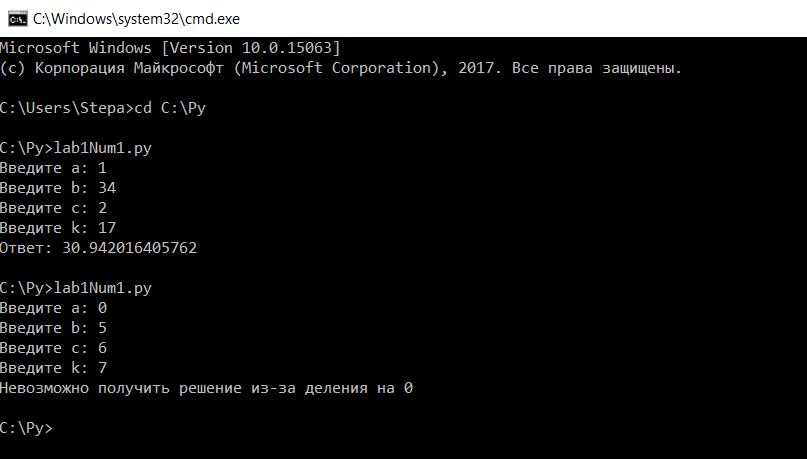 C:\Windows\system32\cmd.exe
Microsoft Windows [Version 10.0.15063]
(c) Корпорация Майкрософт (Microsoft Corporation), 2017. Все права защищены.
C:\Users\Stepa>cd C:\Py
C:\Py>lab1Num1.py
Введите a: 1
Введите b: 34
Введите c: 2
Введите k: 17
Ответ: 30.942016405762
C:\Py>lab1Num1.py
Введите a: 0
Введите b: 5
Введите c: 6
Введите k: 7
Невозможно получить решение из-за деления на 0
C:\Py>